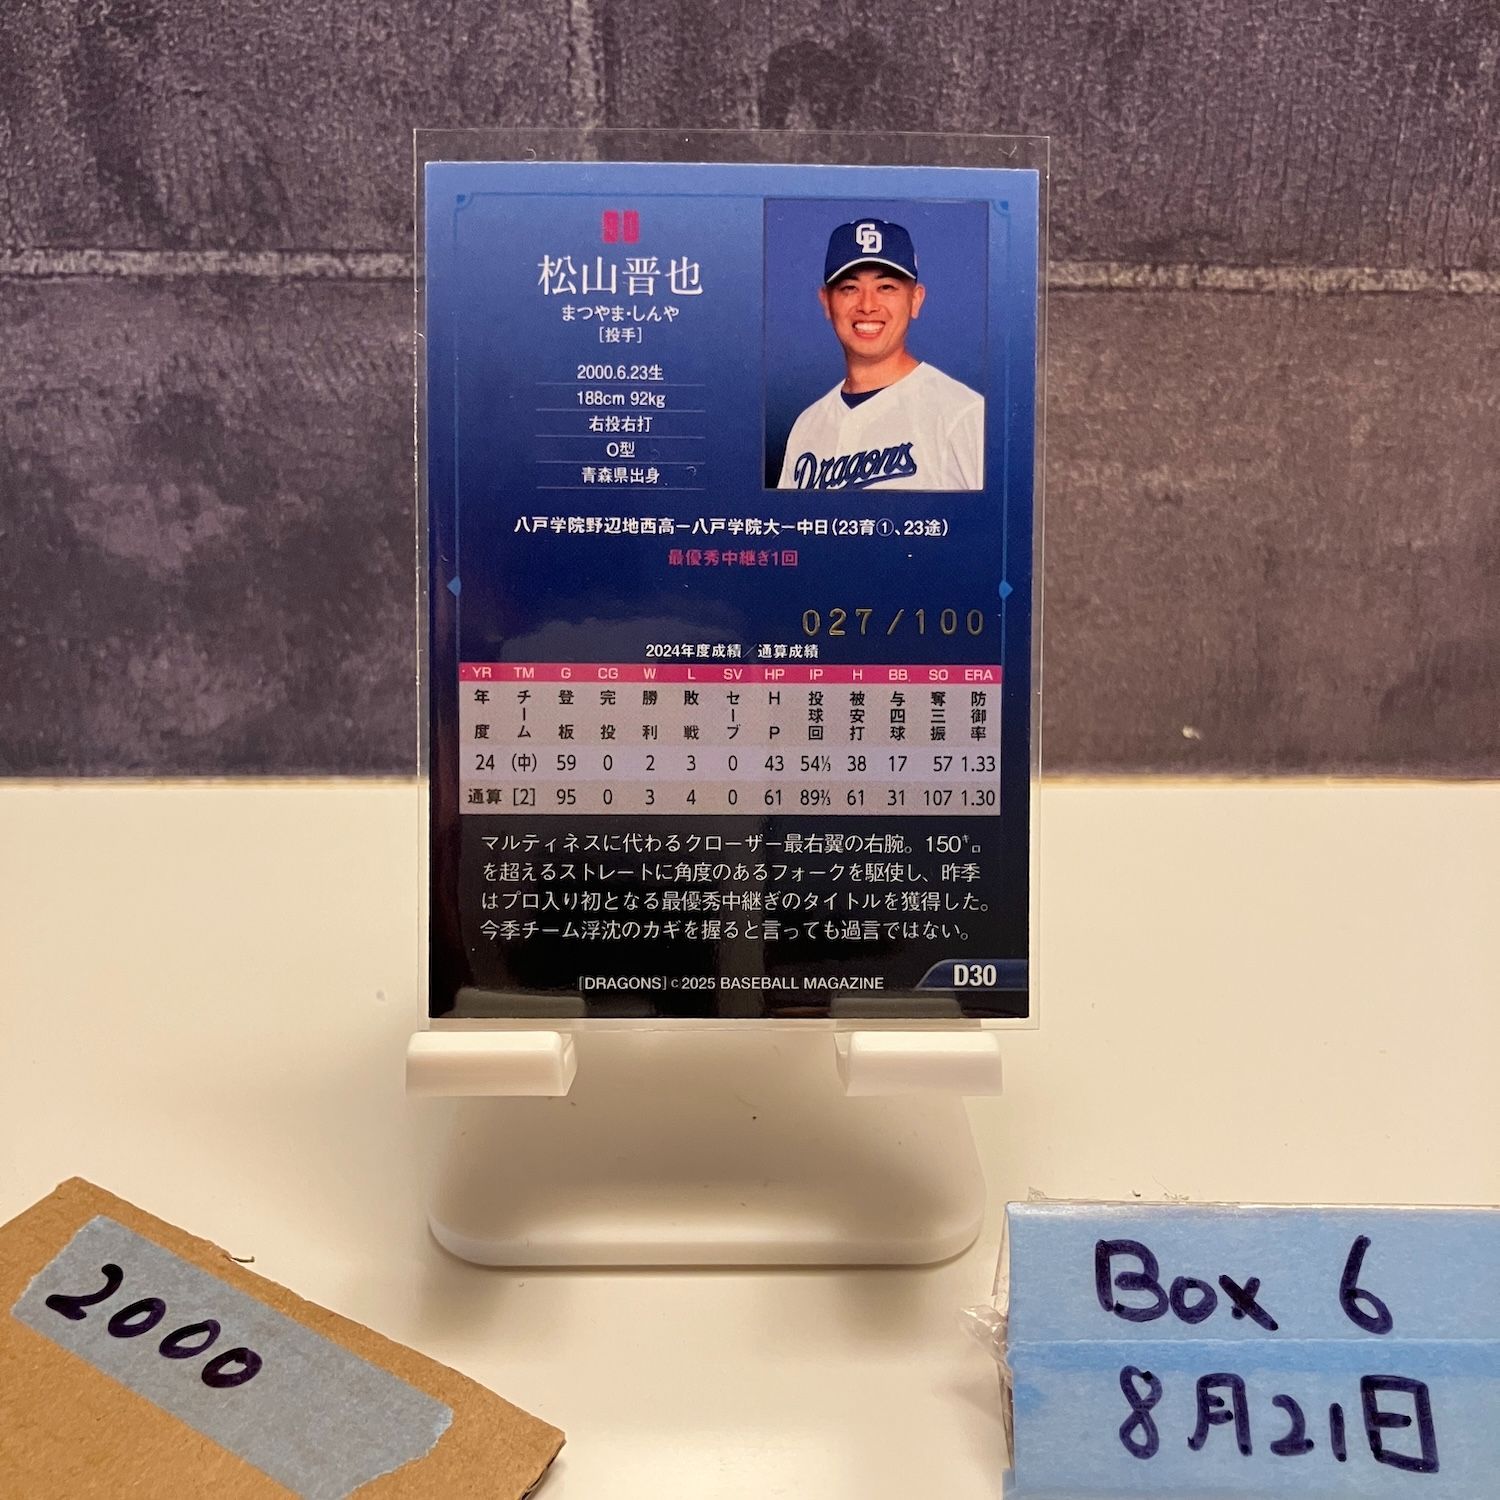 90
松山晋也
まつやま・しんや
[投手]
2000.6.23生
188cm 92kg
右投右打
O型
青森県出身
CD
Dragons
八戸学院野辺地西高ー八戸学院大ー中日(23育①、23途)
最優秀中継ぎ1回
027/100
2024年度成績/通算成績
YR TM G CG W L SV HP IP H BB SO ERA
年度 チーム 登板 完投 勝利 敗戦 セーブ HP 投球回 被安打 与四球 奪三振 防御率
24 (中) 59 0 2 3 0 43 54⅓ 38 17 57 1.33
通算 [2] 95 0 3 4 0 61 89⅔ 61 31 107 1.30
マルティネスに代わるクローザー最右翼の右腕。150㌔
を超えるストレートに角度のあるフォークを駆使し、昨季
はプロ入り初となる最優秀中継ぎのタイトルを獲得した。
今季チーム浮沈のカギを握ると言っても過言ではない。
[DRAGONS] c 2025 BASEBALL MAGAZINE
D30
2000
Box 6
8月21日